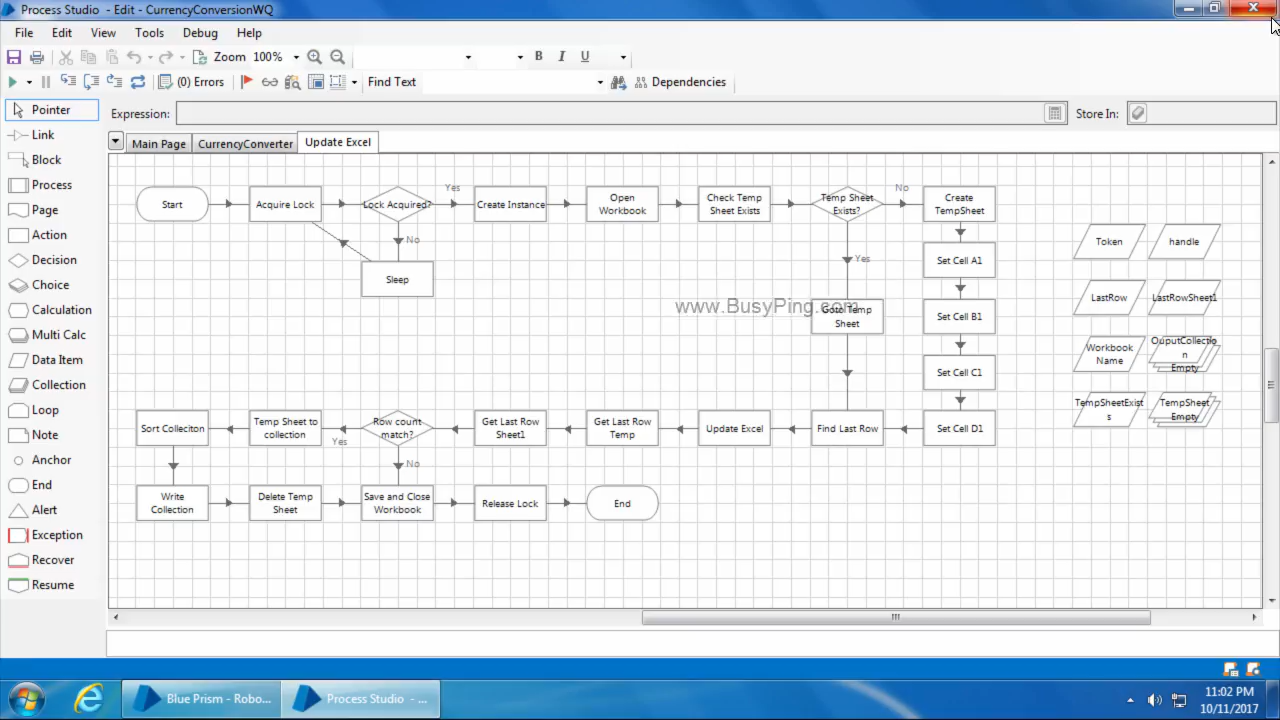 Process Studio  - Edit - CurrencyConversionWQ
File Edit View Tools Debug Help
Zoom 100% B I U
(0) Errors Find Text Dependencies
Pointer
Link
Block
Process
Page
Action
Decision
Choice
Calculation
Multi Calc
Data Item
Collection
Loop
Note
Anchor
End
Alert
Exception
Recover
Resume
Expression: Store In:
Main Page CurrencyConverter Update Excel
Start
Acquire Lock
Lock Acquired?
Yes
No
Sleep
Create Instance
Open
Workbook
Check Temp
Sheet Exists
Temp Sheet
Exists?
No
Yes
Create
TempSheet
Set Cell A1
Set Cell B1
Set Cell C1
Set Cell D1
Goto Temp
Sheet
www.BusyPing.com
Find Last Row
Update Excel
Get Last Row
Temp
Get Last Row
Sheet1
Row count
match?
Yes
No
Temp Sheet to
collection
Sort Colleciton
Write
Collection
Delete Temp
Sheet
Save and Close
Workbook
Release Lock
End
Token
handle
LastRow
LastRowSheet1
Workbook
Name
OuputCollectio
n
Empty
TempSheetExist
s
TempSheet
Empty
Blue Prism - Robo...
Process Studio  - ...
11:02 PM
10/11/2017